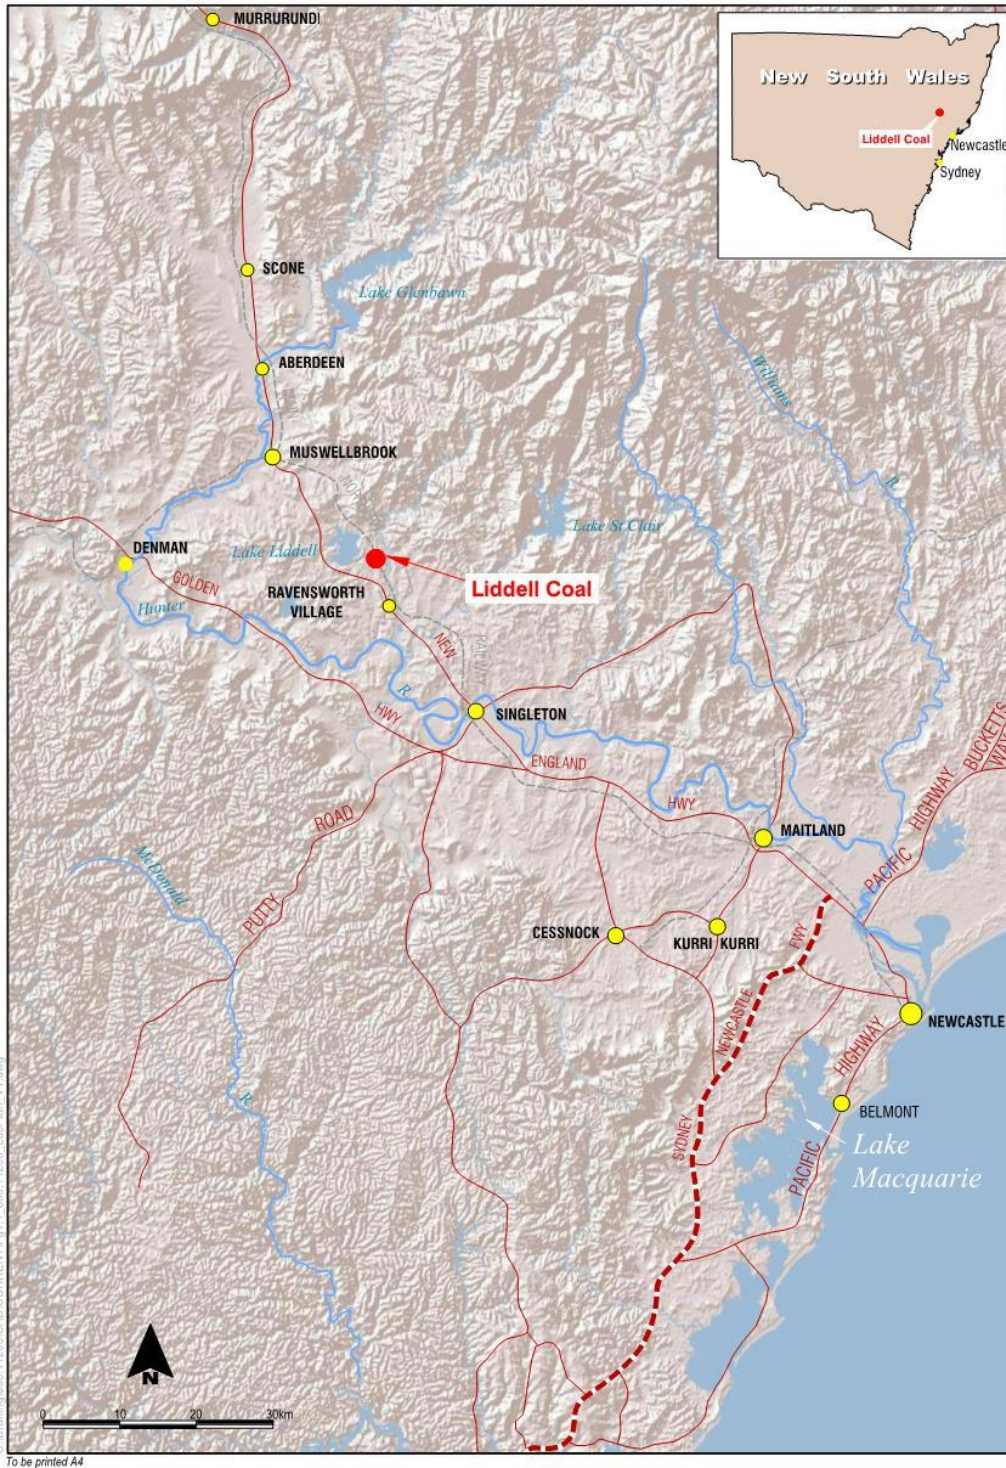 MURRURUNDI
New South Wales
Liddell Coal
Newcastle
Sydney
SCONE
Lake Glenbawn
ABERDEEN
Williams
R.
MUSWELLBROOK
Lake St Clair
DENMAN
Lake Liddell
GOLDEN
Liddell Coal
RAVENSWORTH
VILLAGE
Hunter
NEW
RAILWAY
R.
HWY
SINGLETON
ENGLAND
BUCKETTS
WAY
HIGHWAY
HWY
ROAD
MAITLAND
PACIFIC
McDonald
PUTTY
CESSNOCK
KURRI KURRI
FWY
NEWCASTLE
NEWCASTLE
HIGHWAY
R.
BELMONT
SYDNEY
Lake
Macquarie
PACIFIC
N
0 10 20 30km
To be printed A4